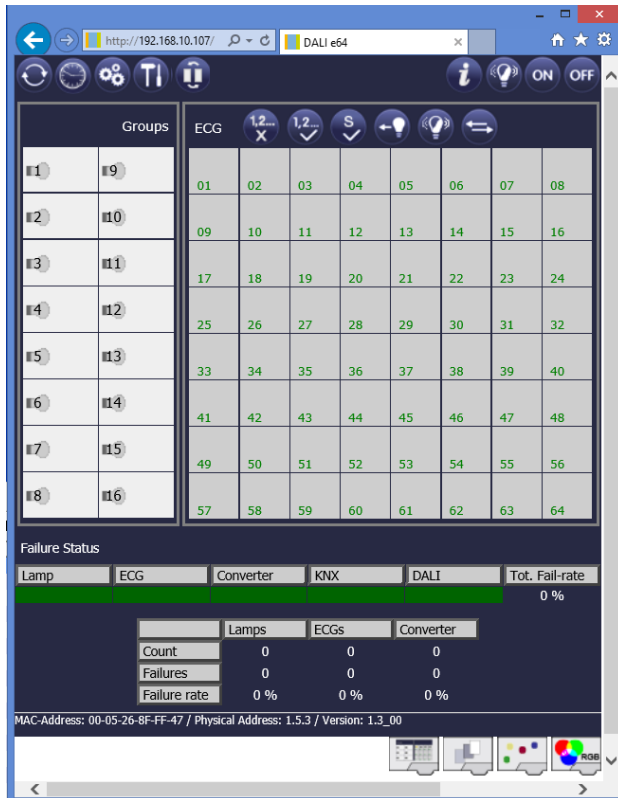 http://192.168.10.107/ DALI e64
i ON OFF
Groups ECG 1,2... X 1,2... S
1 9 01 02 03 04 05 06 07 08
2 10 09 10 11 12 13 14 15 16
3 11 17 18 19 20 21 22 23 24
4 12 25 26 27 28 29 30 31 32
5 13 33 34 35 36 37 38 39 40
6 14 41 42 43 44 45 46 47 48
7 15 49 50 51 52 53 54 55 56
8 16 57 58 59 60 61 62 63 64
Failure Status
Lamp ECG Converter KNX DALI Tot. Fail-rate
0 %
Lamps ECGs Converter
Count 0 0 0
Failures 0 0 0
Failure rate 0 % 0 % 0 %
MAC-Address: 00-05-26-8F-FF-47 / Physical Address: 1.5.3 / Version: 1.3_00
RGB